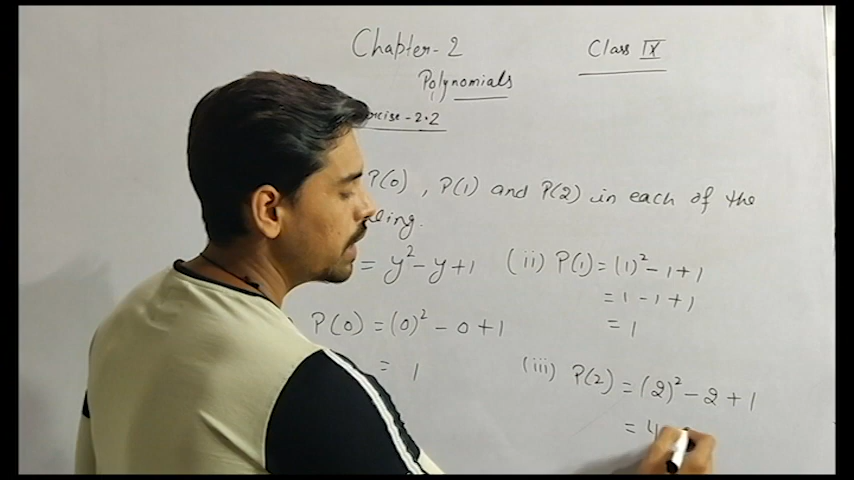 Chapter-2
Class IX
Polynomials
- 2.2
P(0), P(1) and P(2) in each of the
= y² - y + 1
(ii) P(1) = (1)² - 1 + 1
= 1 - 1 + 1
= 1
P(0) = (0)² - 0 + 1
= 1
(iii) P(2) = (2)² - 2 + 1
= 4